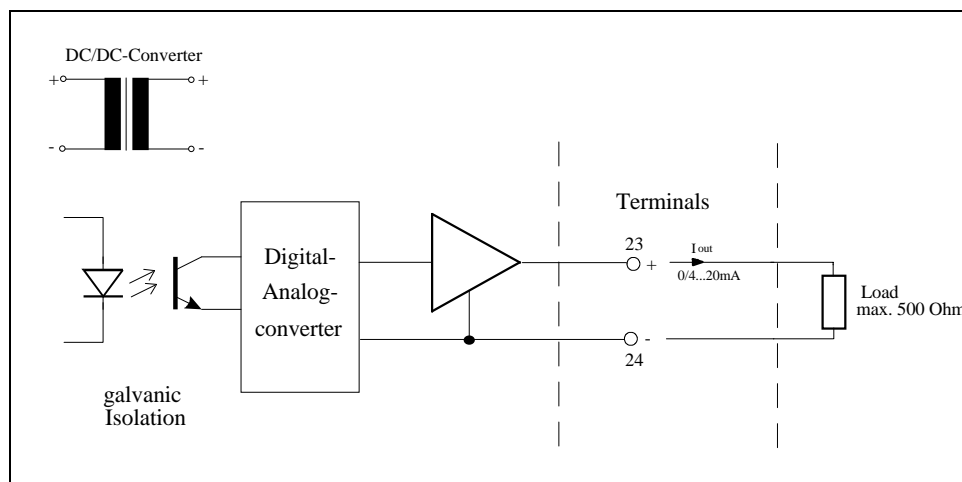 DC/DC-Converter
+ +
- -
Terminals
Digital-
Analog-
converter
23
+
I out
0/4...20mA
Load
max. 500 Ohm
-
24
galvanic
Isolation